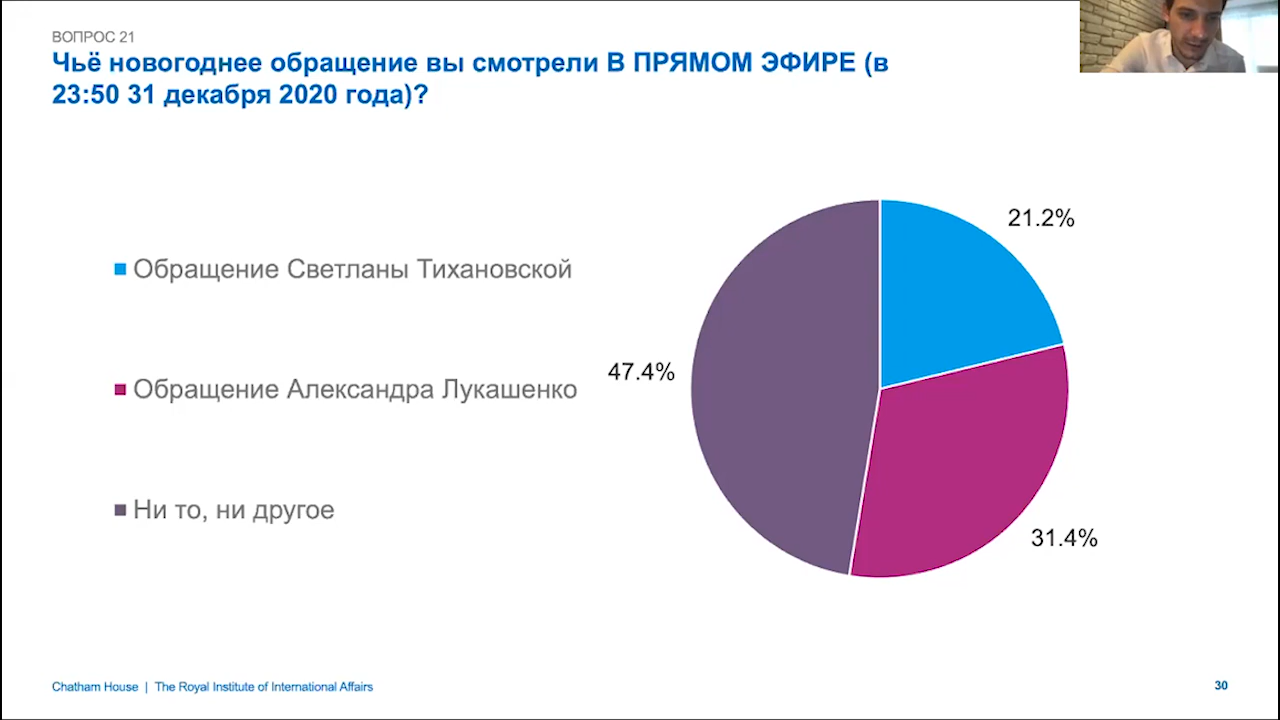 ВОПРОС 21
Чьё новогоднее обращение вы смотрели В ПРЯМОМ ЭФИРЕ (в
23:50 31 декабря 2020 года)?
21.2%
Обращение Светланы Тихановской
47.4%
Обращение Александра Лукашенко
Ни то, ни другое
31.4%
Chatham House | The Royal Institute of International Affairs
30